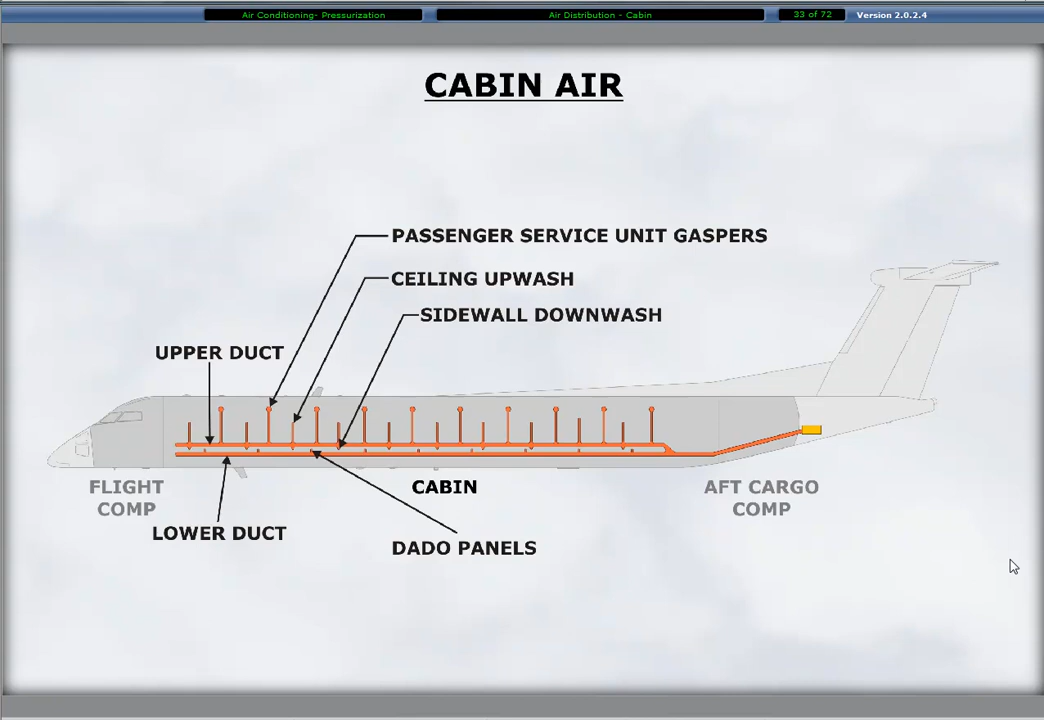 Air Conditioning- Pressurization
Air Distribution - Cabin
33 of 72
Version 2.0.2.4
CABIN AIR
PASSENGER SERVICE UNIT GASPERS
CEILING UPWASH
SIDEWALL DOWNWASH
UPPER DUCT
FLIGHT
COMP
CABIN
AFT CARGO
COMP
LOWER DUCT
DADO PANELS